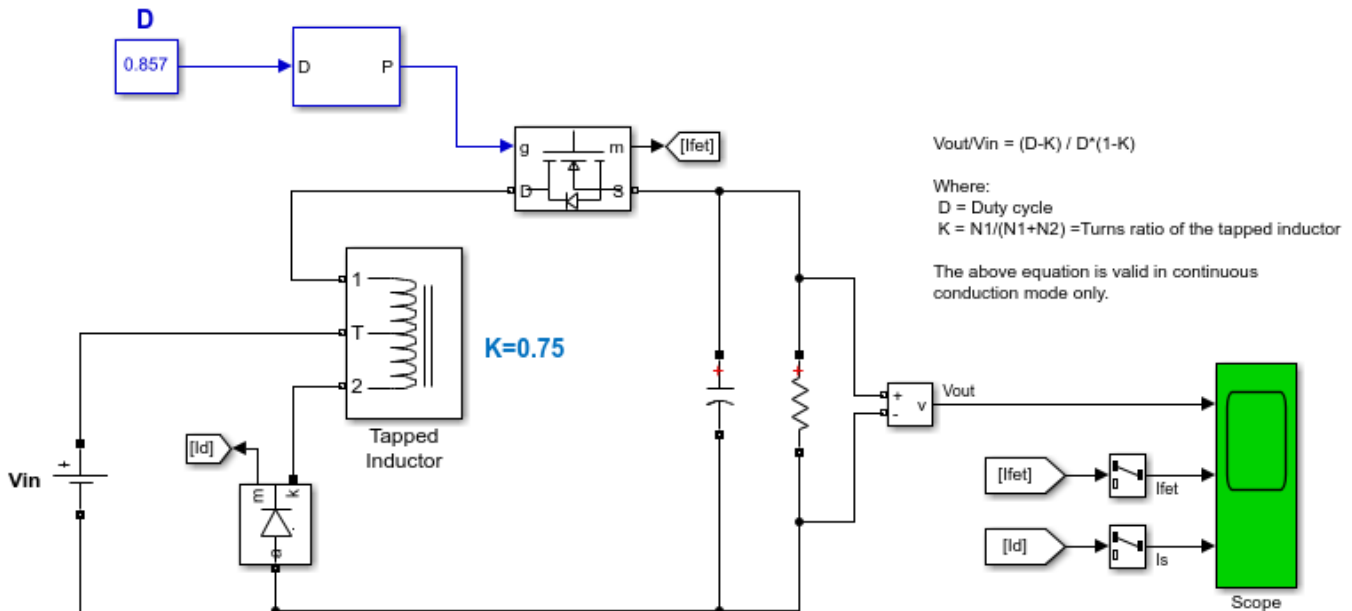 D
0.857
D
P
g
m
[Ifet]
D
S
Vout/Vin = (D-K) / D*(1-K)
Where:
D = Duty cycle
K = N1/(N1+N2) =Turns ratio of the tapped inductor
The above equation is valid in continuous
conduction mode only.
1
T
2
K=0.75
Tapped
Inductor
+
+
+
-
v
Vout
[Id]
m
k
a
Vin
+
[Ifet]
Ifet
[Id]
Is
Scope